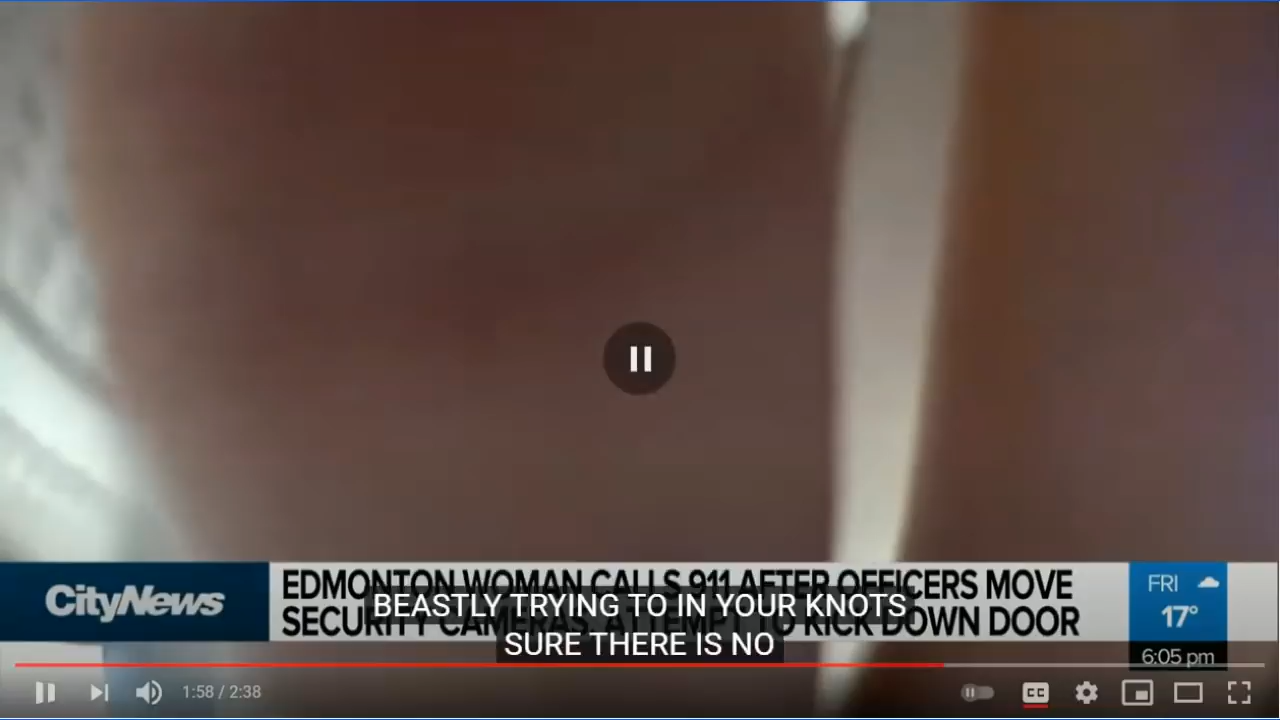 CityNews
EDMONTON WOMAN CALLS 911 AFTER OFFICERS MOVE
SECURITY CAMERAS, ATTEMPT TO KICK DOWN DOOR
BEASTLY TRYING TO IN YOUR KNOTS
SURE THERE IS NO
FRI
17°
6:05 pm
1:58 / 2:38
CC